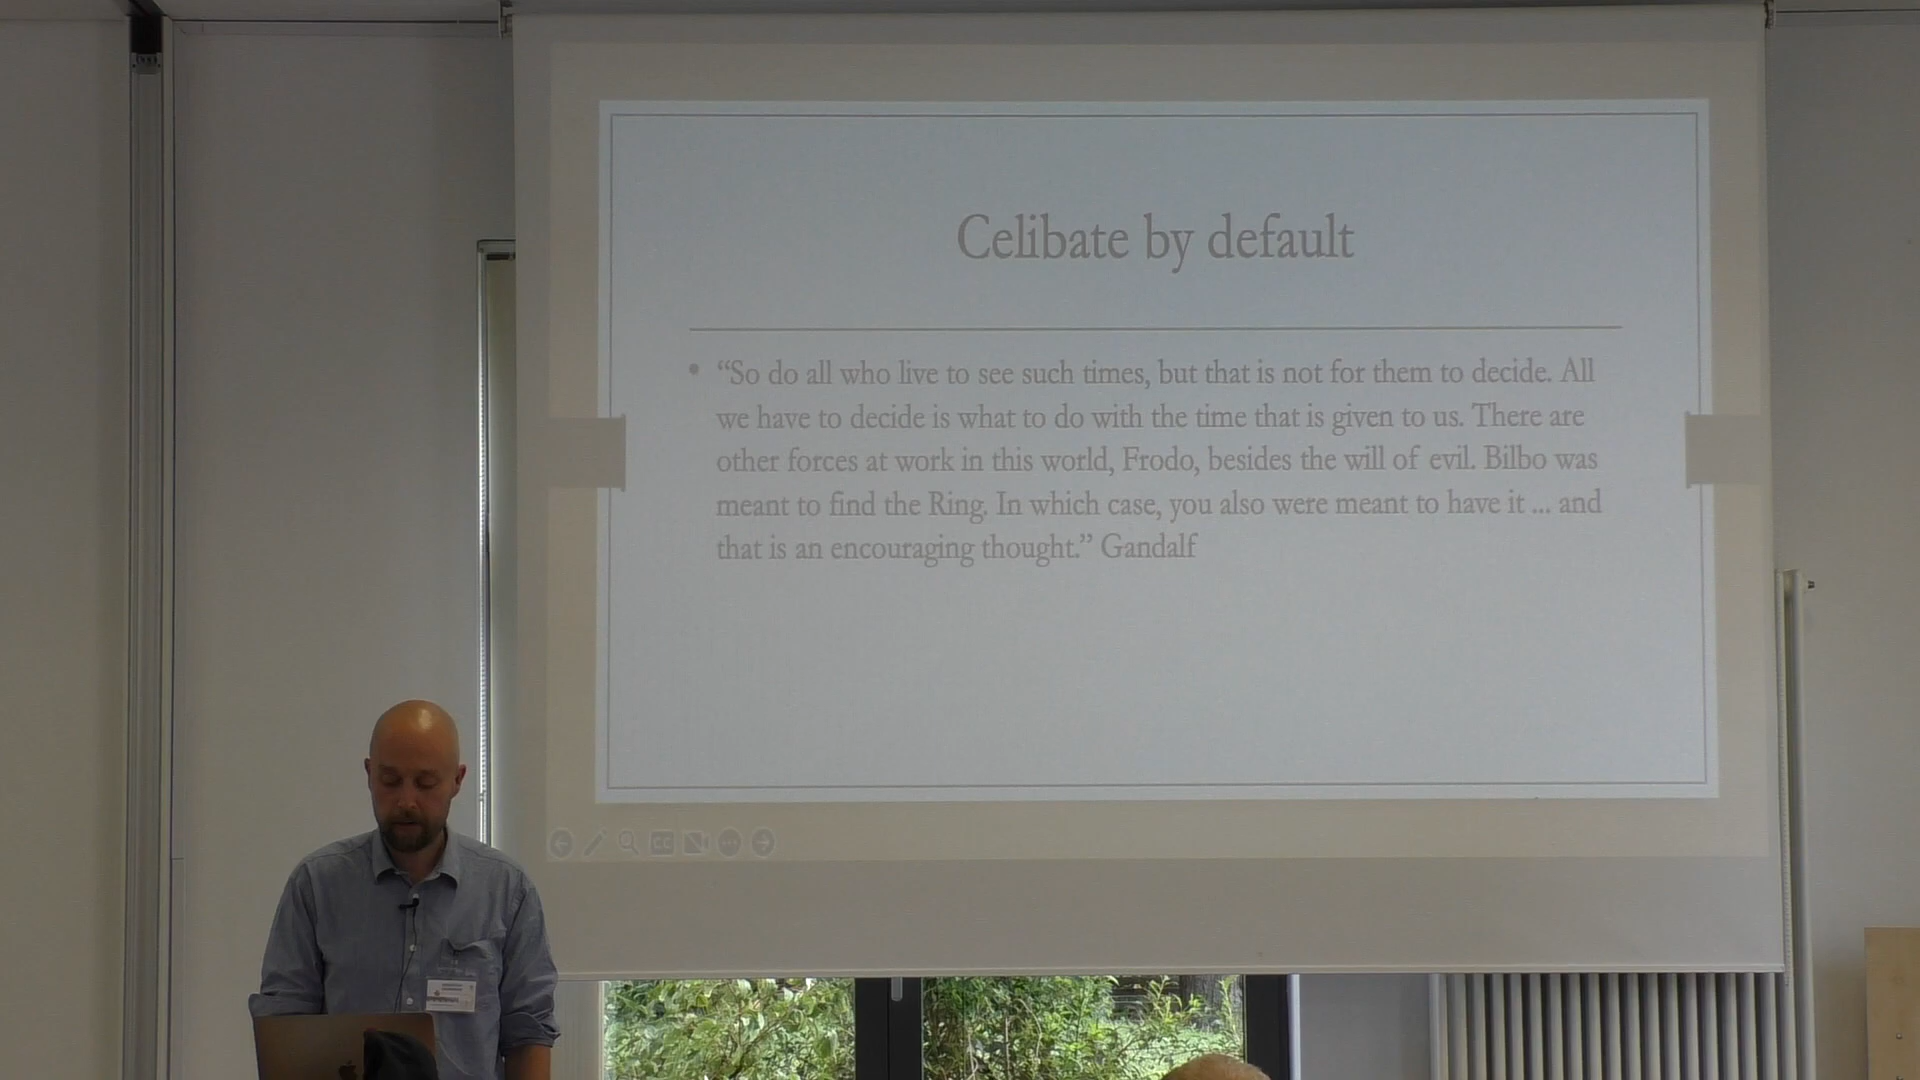 Celibate by default
• “So do all who live to see such times, but that is not for them to decide. All
we have to decide is what to do with the time that is given to us. There are
other forces at work in this world, Frodo, besides the will of evil. Bilbo was
meant to find the Ring. In which case, you also were meant to have it ... and
that is an encouraging thought.” Gandalf
CC